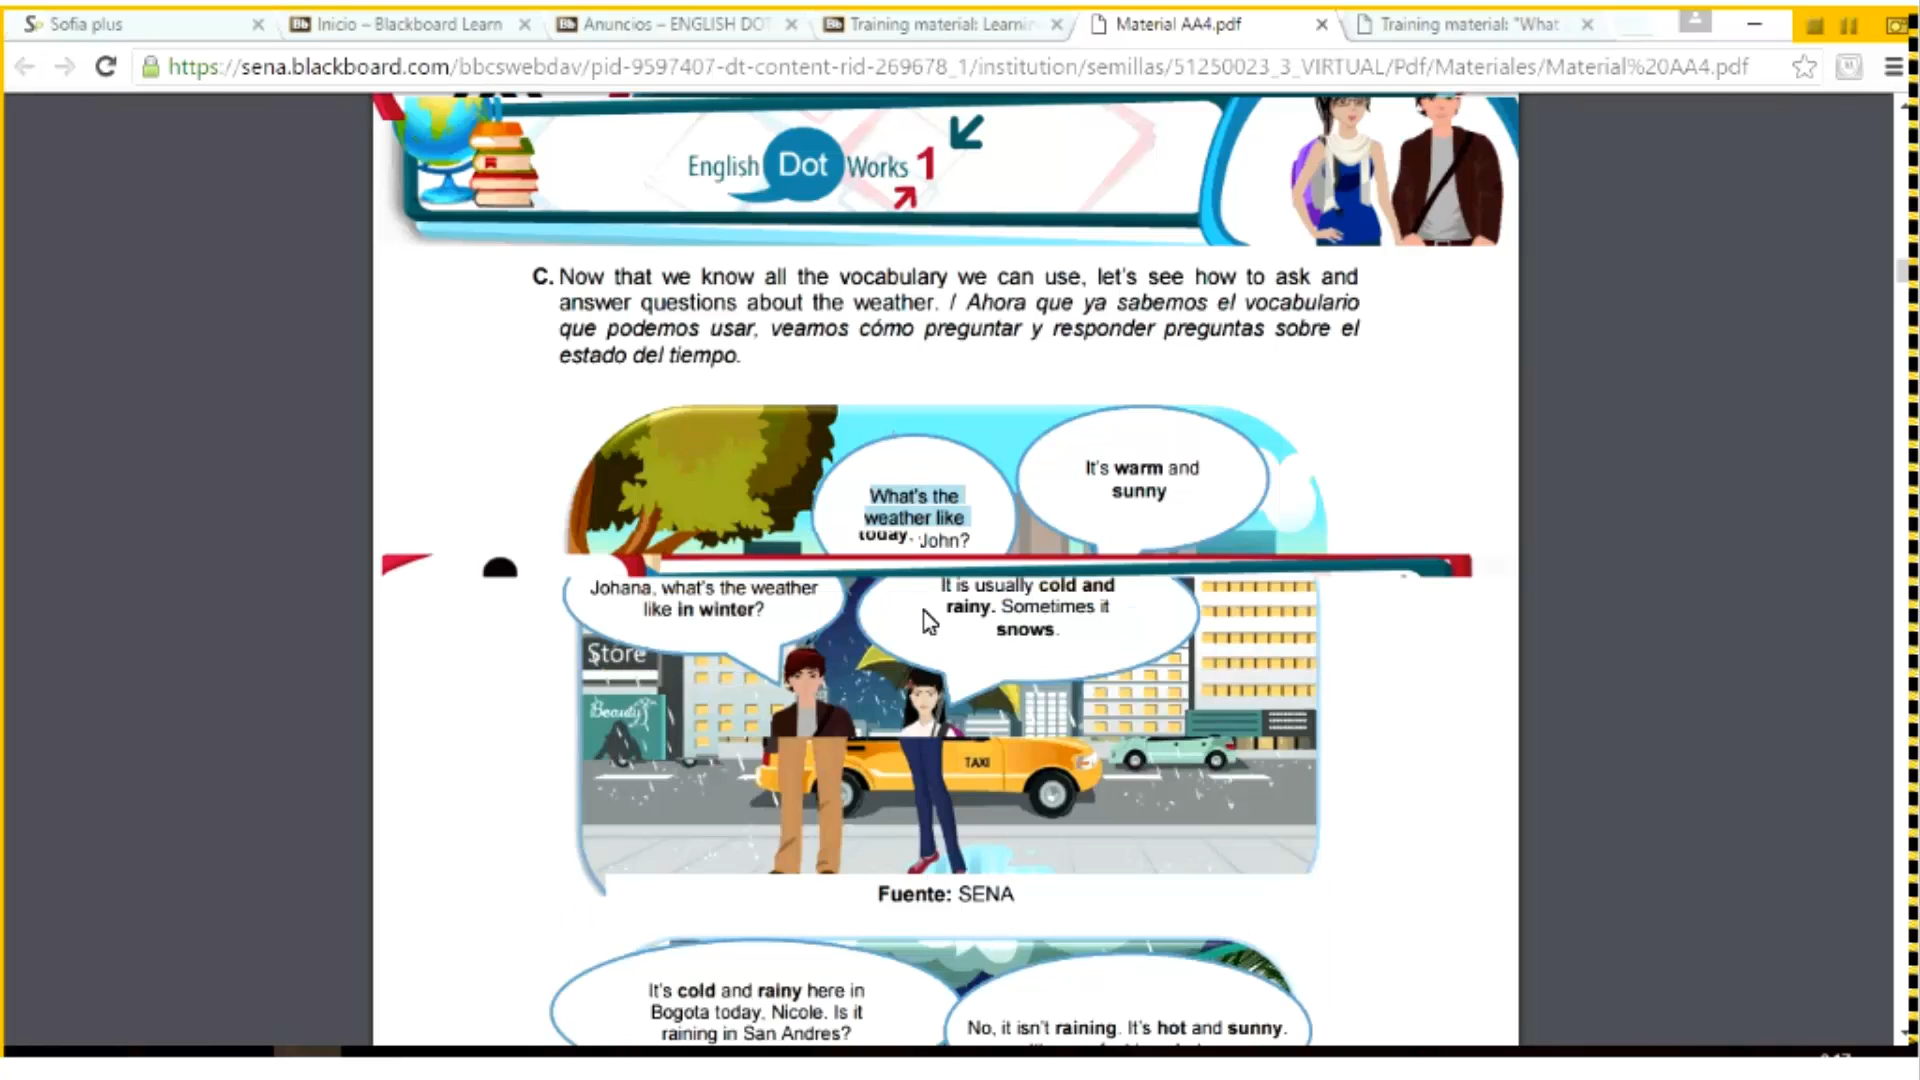 Sofia plus
Inicio – Blackboard Learn
Anuncios – ENGLISH DOT
Training material: Learnin
Material AA4.pdf
Training material: "What
https://sena.blackboard.com/bbcswebdav/pid-9597407-dt-content-rid-269678_1/institution/semillas/51250023_3_VIRTUAL/Pdf/Materiales/Material%20AA4.pdf
English Dot Works 1
C. Now that we know all the vocabulary we can use, let's see how to ask and
answer questions about the weather. / Ahora que ya sabemos el vocabulario
que podemos usar, veamos cómo preguntar y responder preguntas sobre el
estado del tiempo.
It's warm and
sunny
What's the
weather like
today, John?
Johana, what's the weather
like in winter?
It is usually cold and
rainy. Sometimes it
snows.
Store
Beauty
TAXI
Fuente: SENA
It's cold and rainy here in
Bogota today, Nicole. Is it
raining in San Andres?
No, it isn't raining. It's hot and sunny.